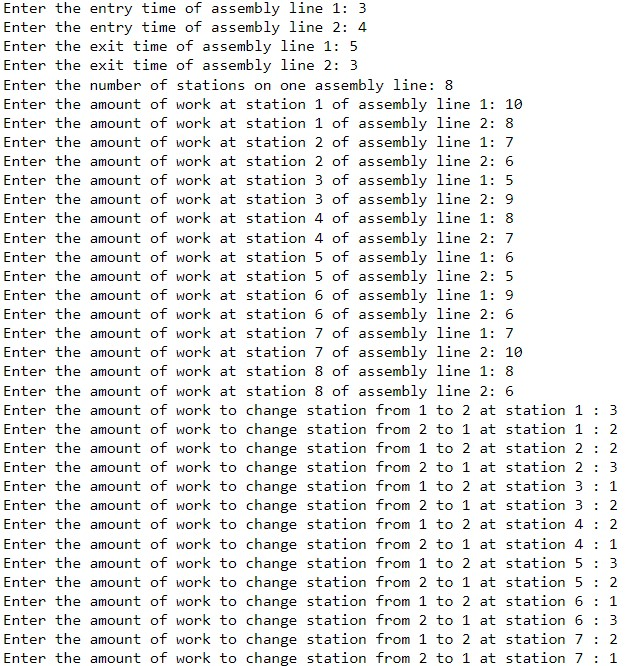 Enter the entry time of assembly line 1: 3
Enter the entry time of assembly line 2: 4
Enter the exit time of assembly line 1: 5
Enter the exit time of assembly line 2: 3
Enter the number of stations on one assembly line: 8
Enter the amount of work at station 1 of assembly line 1: 10
Enter the amount of work at station 1 of assembly line 2: 8
Enter the amount of work at station 2 of assembly line 1: 7
Enter the amount of work at station 2 of assembly line 2: 6
Enter the amount of work at station 3 of assembly line 1: 5
Enter the amount of work at station 3 of assembly line 2: 9
Enter the amount of work at station 4 of assembly line 1: 8
Enter the amount of work at station 4 of assembly line 2: 7
Enter the amount of work at station 5 of assembly line 1: 6
Enter the amount of work at station 5 of assembly line 2: 5
Enter the amount of work at station 6 of assembly line 1: 9
Enter the amount of work at station 6 of assembly line 2: 6
Enter the amount of work at station 7 of assembly line 1: 7
Enter the amount of work at station 7 of assembly line 2: 10
Enter the amount of work at station 8 of assembly line 1: 8
Enter the amount of work at station 8 of assembly line 2: 6
Enter the amount of work to change station from 1 to 2 at station 1 : 3
Enter the amount of work to change station from 2 to 1 at station 1 : 2
Enter the amount of work to change station from 1 to 2 at station 2 : 2
Enter the amount of work to change station from 2 to 1 at station 2 : 3
Enter the amount of work to change station from 1 to 2 at station 3 : 1
Enter the amount of work to change station from 2 to 1 at station 3 : 2
Enter the amount of work to change station from 1 to 2 at station 4 : 2
Enter the amount of work to change station from 2 to 1 at station 4 : 1
Enter the amount of work to change station from 1 to 2 at station 5 : 3
Enter the amount of work to change station from 2 to 1 at station 5 : 2
Enter the amount of work to change station from 1 to 2 at station 6 : 1
Enter the amount of work to change station from 2 to 1 at station 6 : 3
Enter the amount of work to change station from 1 to 2 at station 7 : 2
Enter the amount of work to change station from 2 to 1 at station 7 : 1